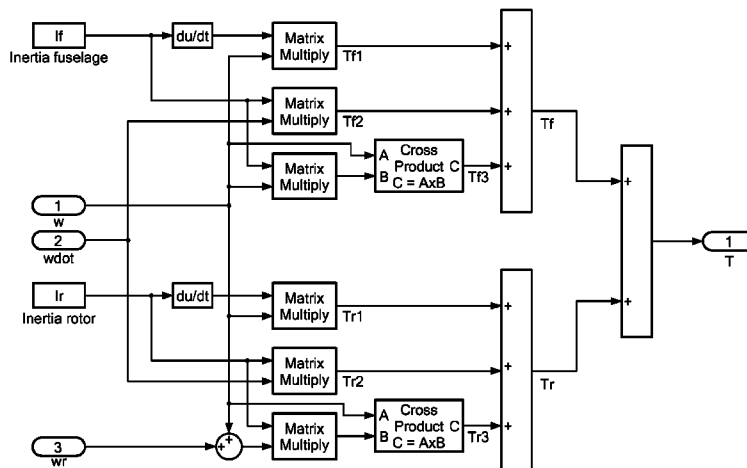 If
Inertia fuselage
du/dt
Matrix
Multiply
Tf1
+
Matrix
Multiply
Tf2
+
Tf
Matrix
Multiply
A
B
Cross
Product C
C = AxB
Tf3
+
1
w
2
wdot
+
1
T
Ir
Inertia rotor
du/dt
Matrix
Multiply
Tr1
+
+
Matrix
Multiply
Tr2
+
Tr
3
wr
+
+
Matrix
Multiply
A
B
Cross
Product C
C = AxB
Tr3
+